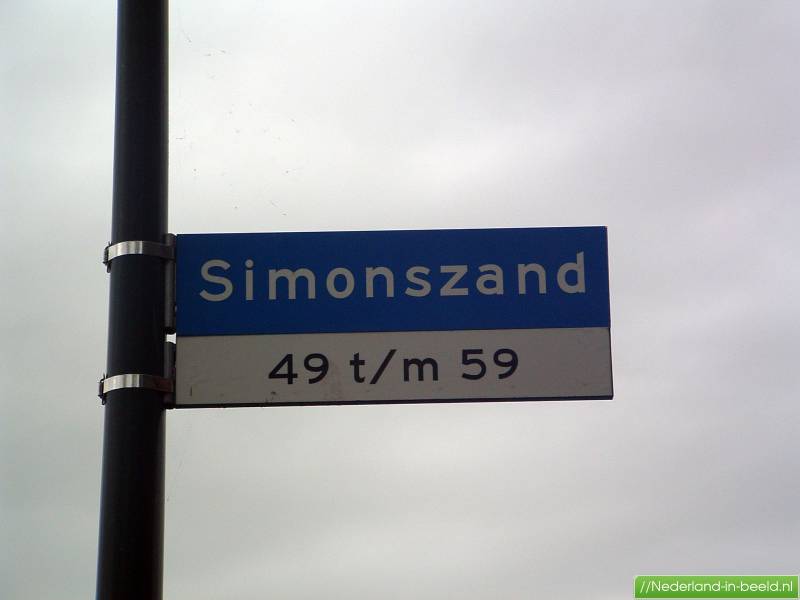 Simonszand
49 t/m 59
//Nederland-in-beeld.nl